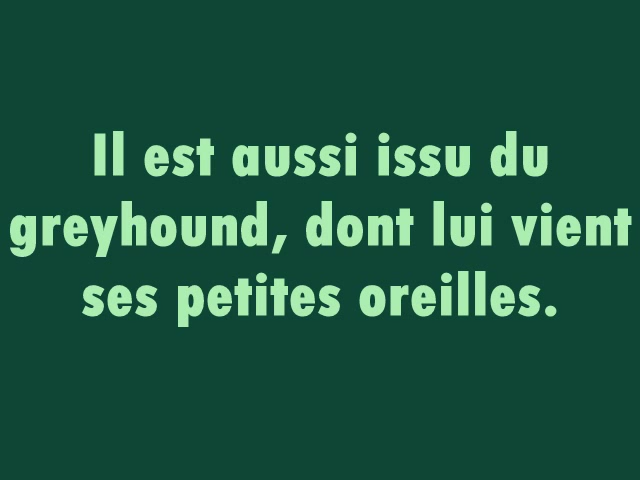 Il est aussi issu du
greyhound, dont lui vient
ses petites oreilles.